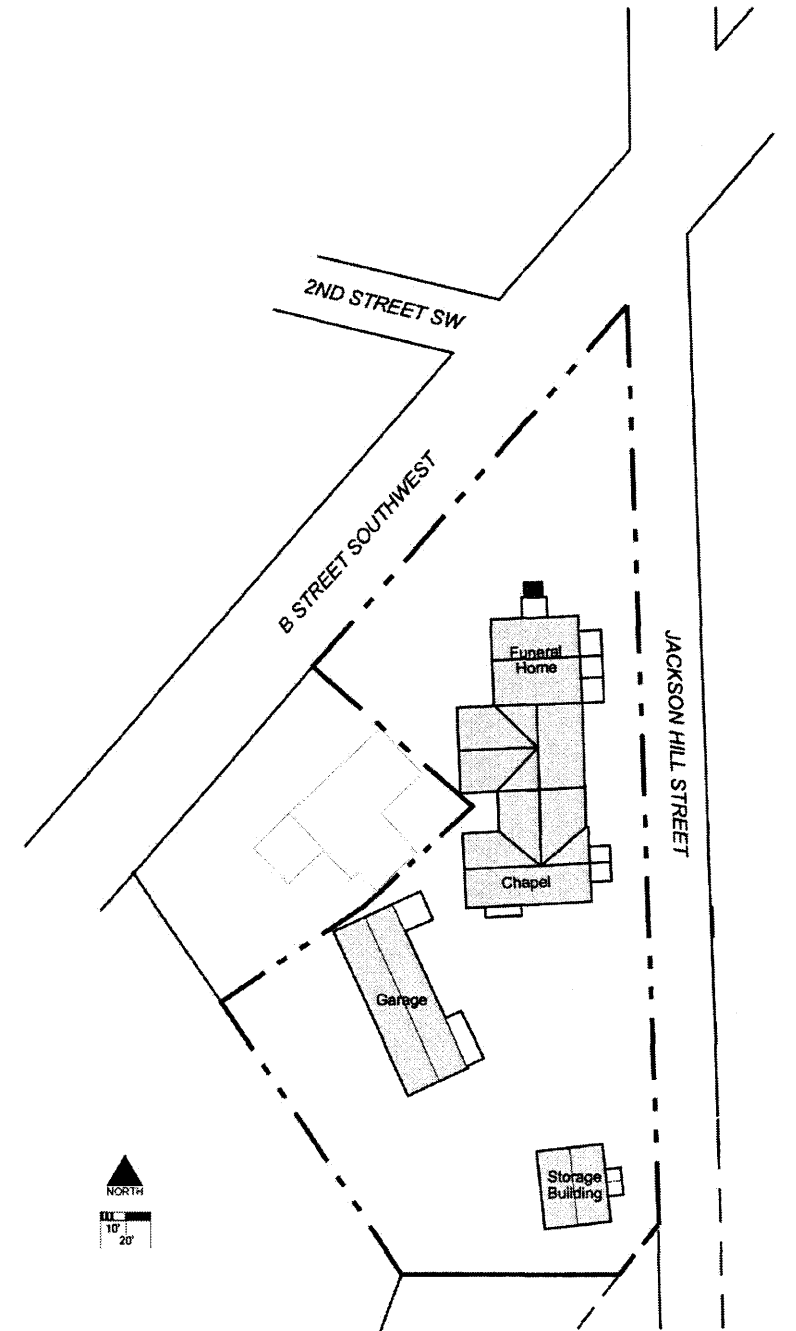 2ND STREET SW
B STREET SOUTHWEST
Funeral
Home
JACKSON HILL STREET
Chapel
Garage
Storage
Building
NORTH
10'
20'